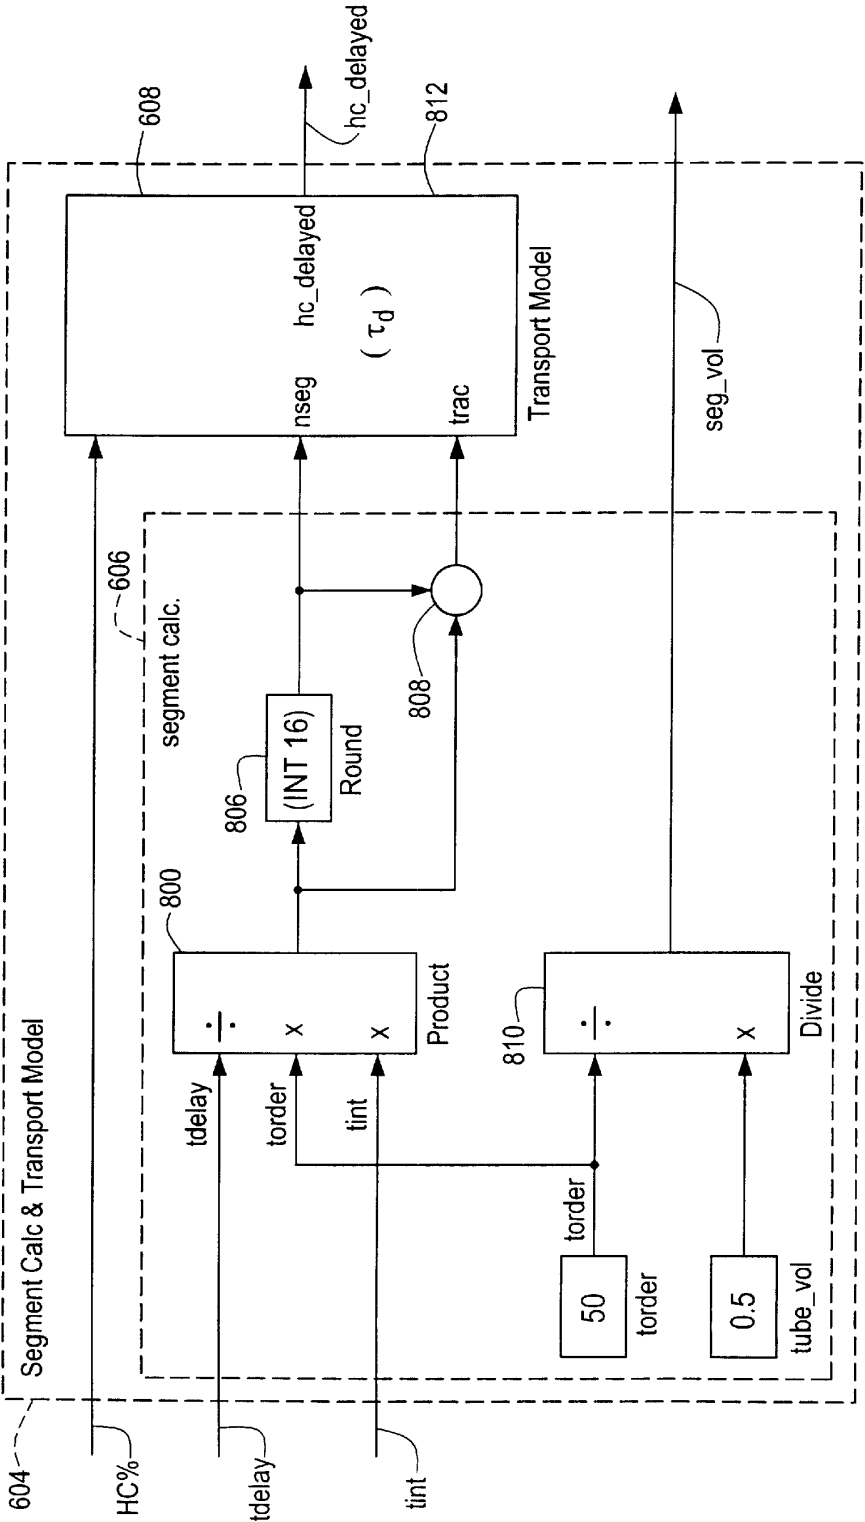 604
Segment Calc & Transport Model
HC%
tdelay
tint
606
segment calc.
tdelay
torder
tint
800
Product
806
(INT 16)
Round
808
50
torder
torder
0.5
tube_vol
810
Divide
÷
x
x
÷
x
nseg
trac
hc_delayed
(τd)
Transport Model
608
812
hc_delayed
seg_vol